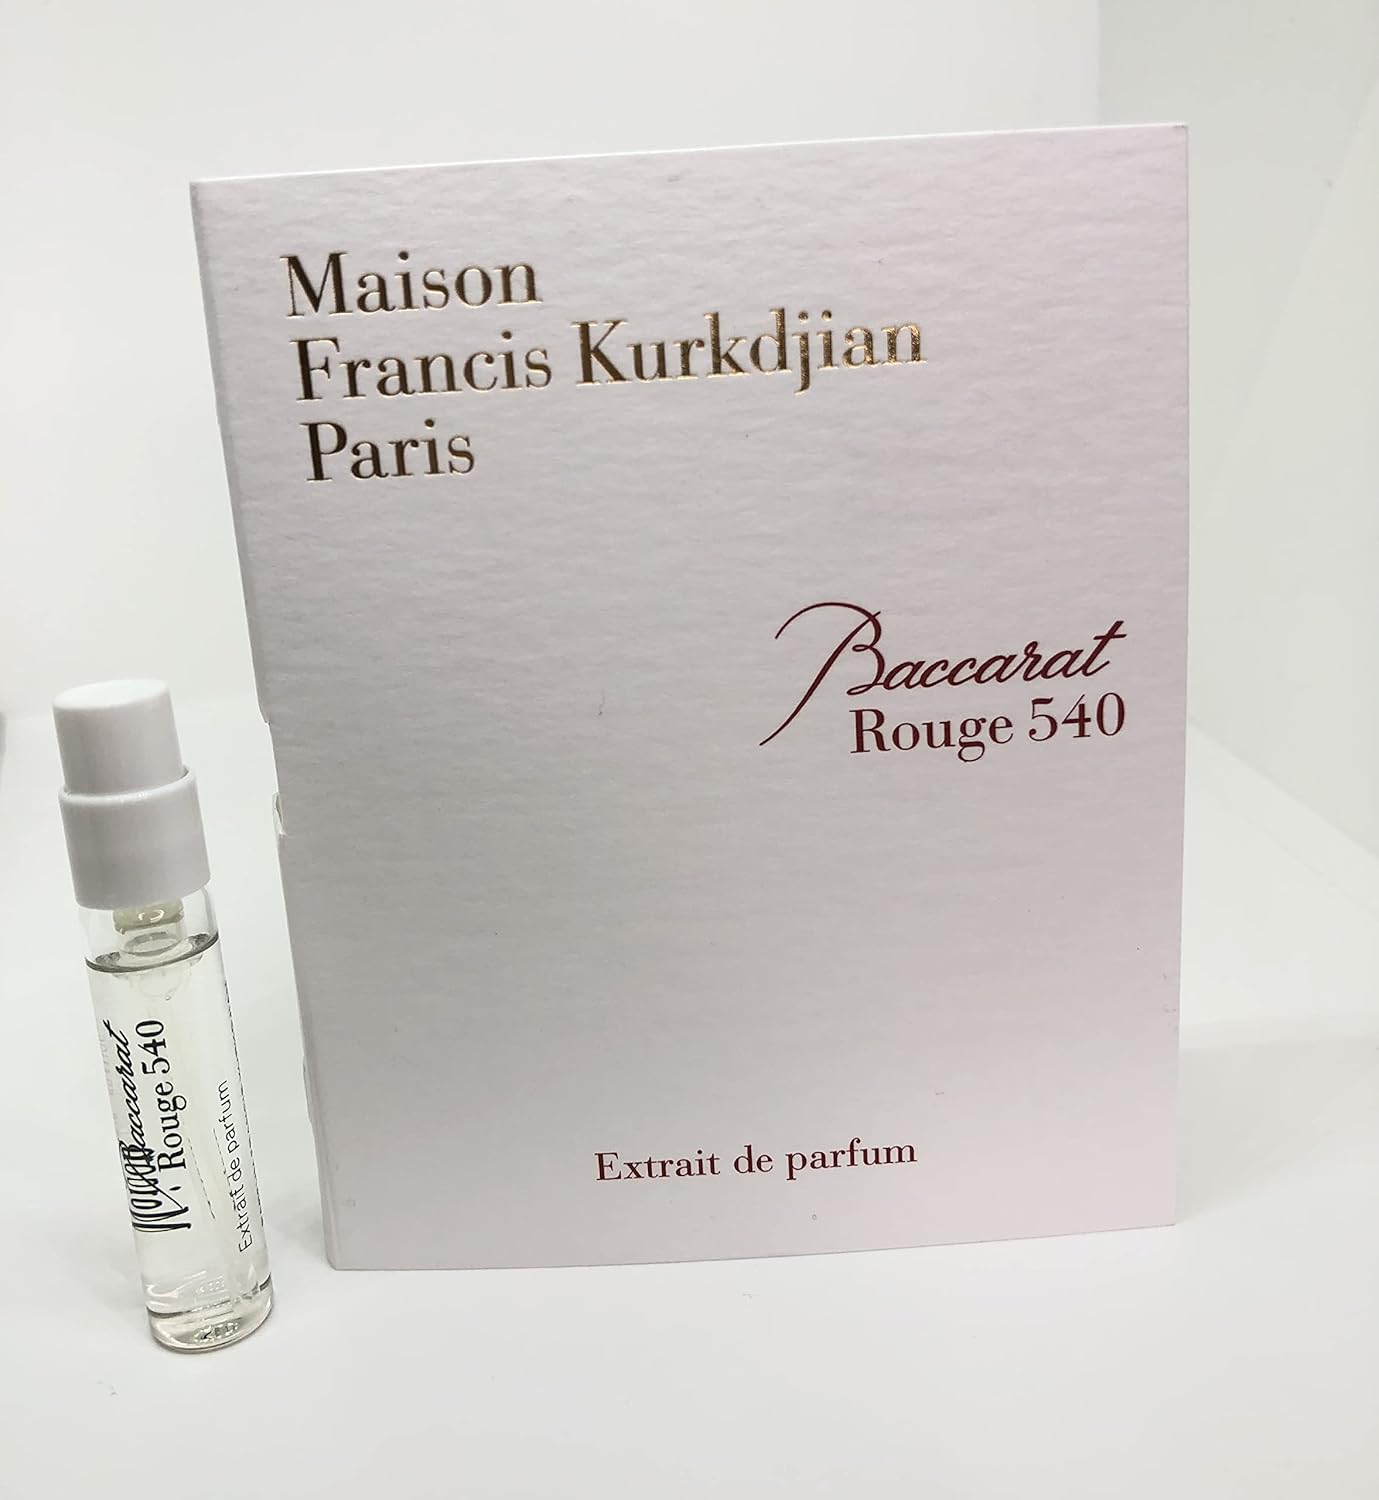 Maison
Francis Kurkdjian
Paris
Baccarat
Rouge 540
Extrait de parfum
Baccarat
Rouge 540
Extrait de parfum